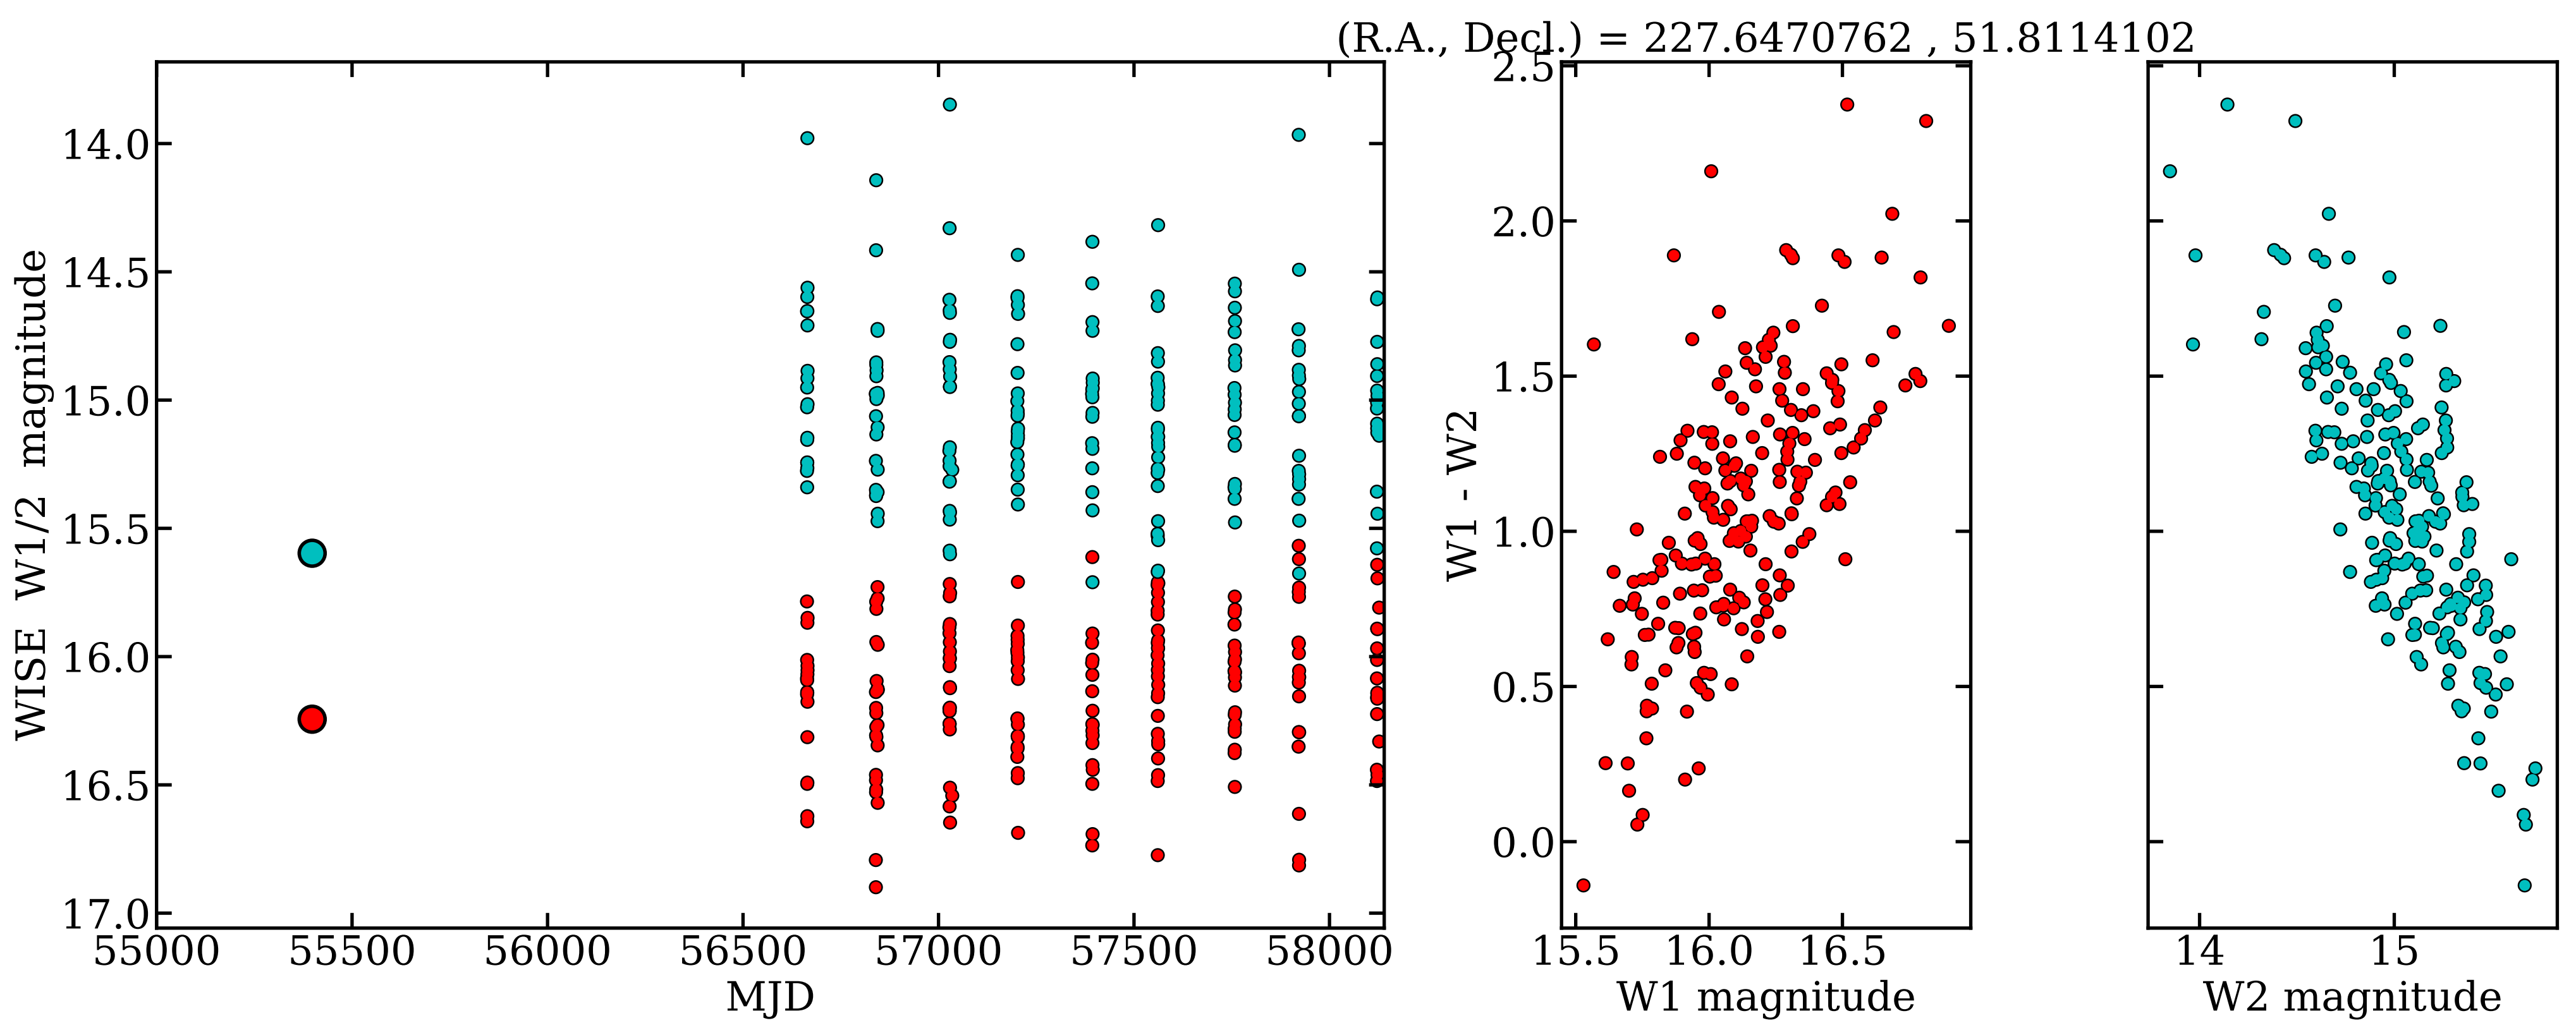 (R.A., Decl.) = 227.6470762 , 51.8114102
WISE W1/2 magnitude
14.0
14.5
15.0
15.5
16.0
16.5
17.0
55000 55500 56000 56500 57000 57500 58000
MJD
W1 - W2
2.5
2.0
1.5
1.0
0.5
0.0
15.5 16.0 16.5
W1 magnitude
14 15
W2 magnitude